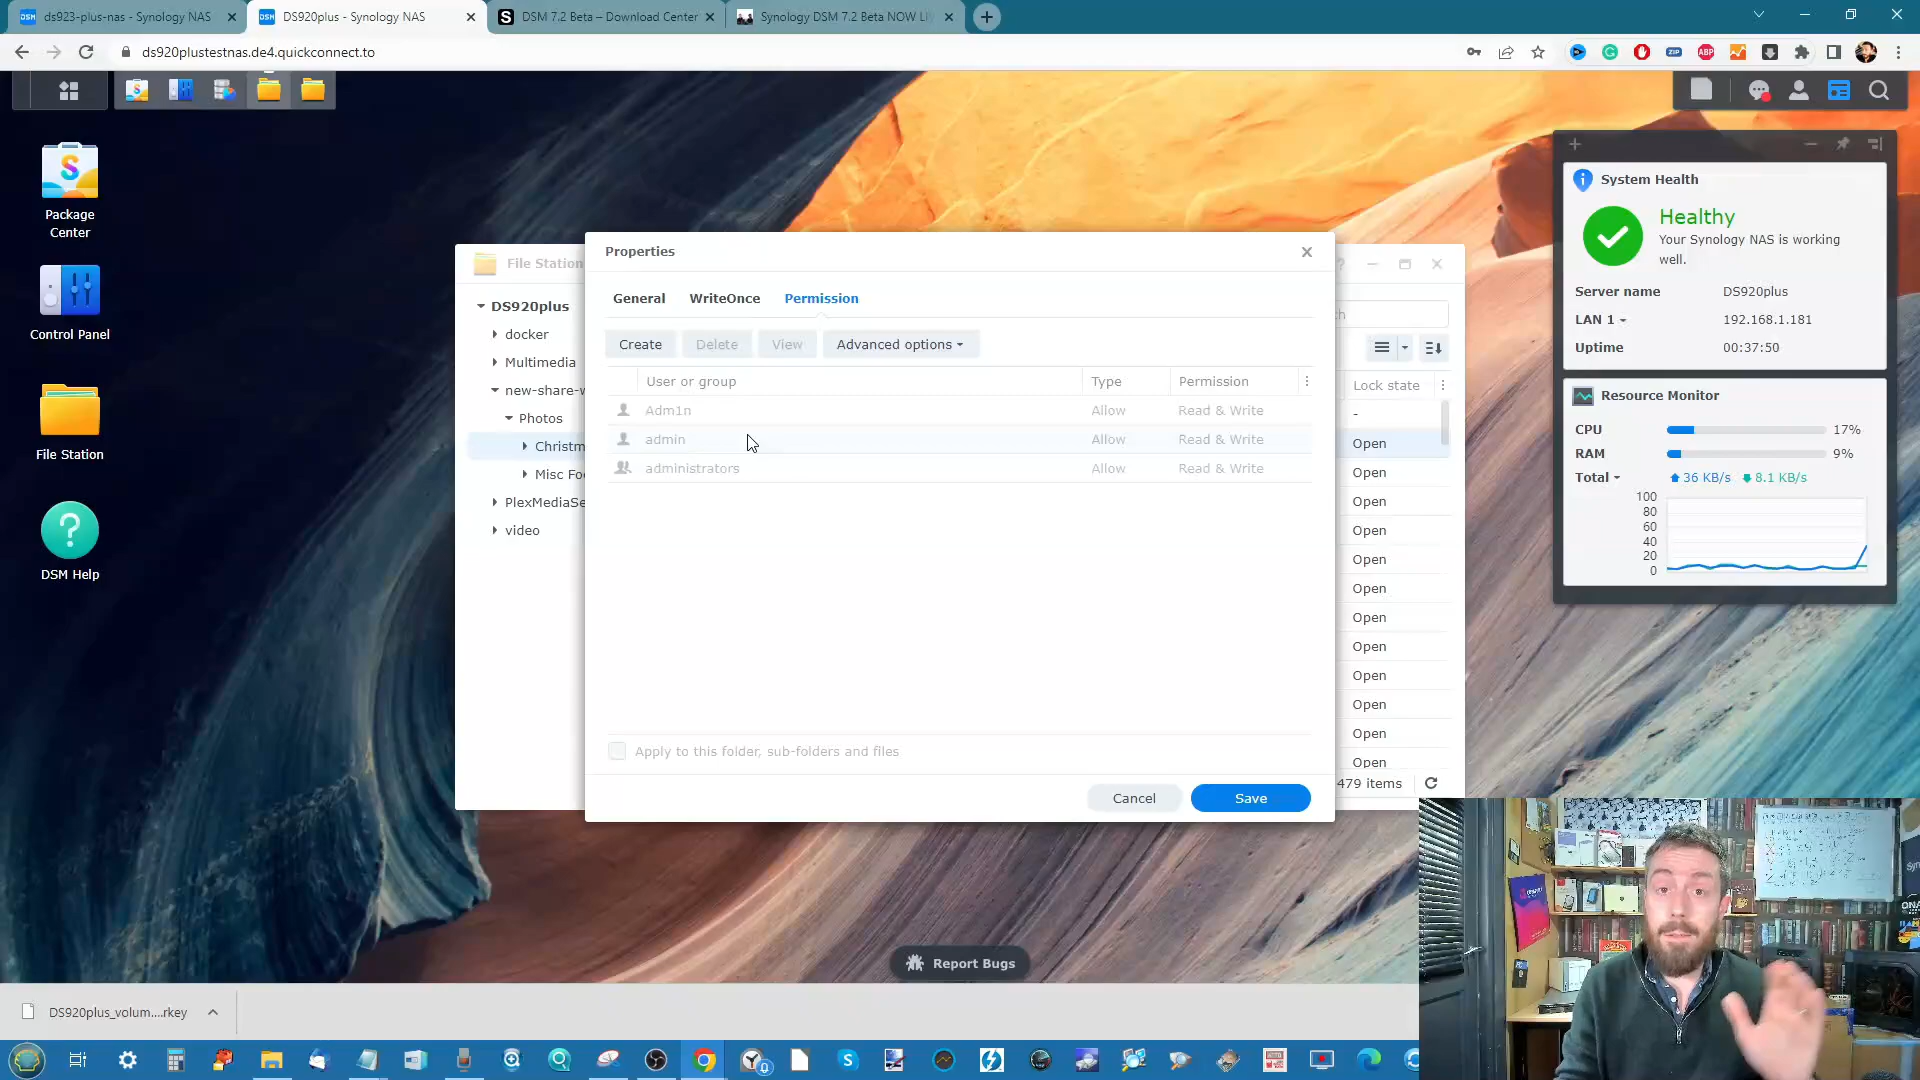 ds923-plus-nas - Synology NAS
DS920plus - Synology NAS
DSM 7.2 Beta – Download Center
Synology DSM 7.2 Beta NOW LI
ds920plustestnas.de4.quickconnect.to
Package
Center
Control Panel
File Station
DSM Help
File Station
DS920plus
docker
Multimedia
new-share-w
Photos
Christm
Misc Foo
PlexMediaSe
video
Properties
General
WriteOnce
Permission
Create
Delete
View
Advanced options
User or group
Type
Permission
Adm1n
Allow
Read & Write
admin
Allow
Read & Write
administrators
Allow
Read & Write
Apply to this folder, sub-folders and files
Cancel
Save
Lock state
-
Open
Open
Open
Open
Open
Open
Open
Open
Open
Open
Open
Open
479 items
System Health
Healthy
Your Synology NAS is working
well.
Server name
DS920plus
LAN 1
192.168.1.181
Uptime
00:37:50
Resource Monitor
CPU
17%
RAM
9%
Total
36 KB/s
8.1 KB/s
100
80
60
40
20
0
Report Bugs
DS920plus_volum....rkey